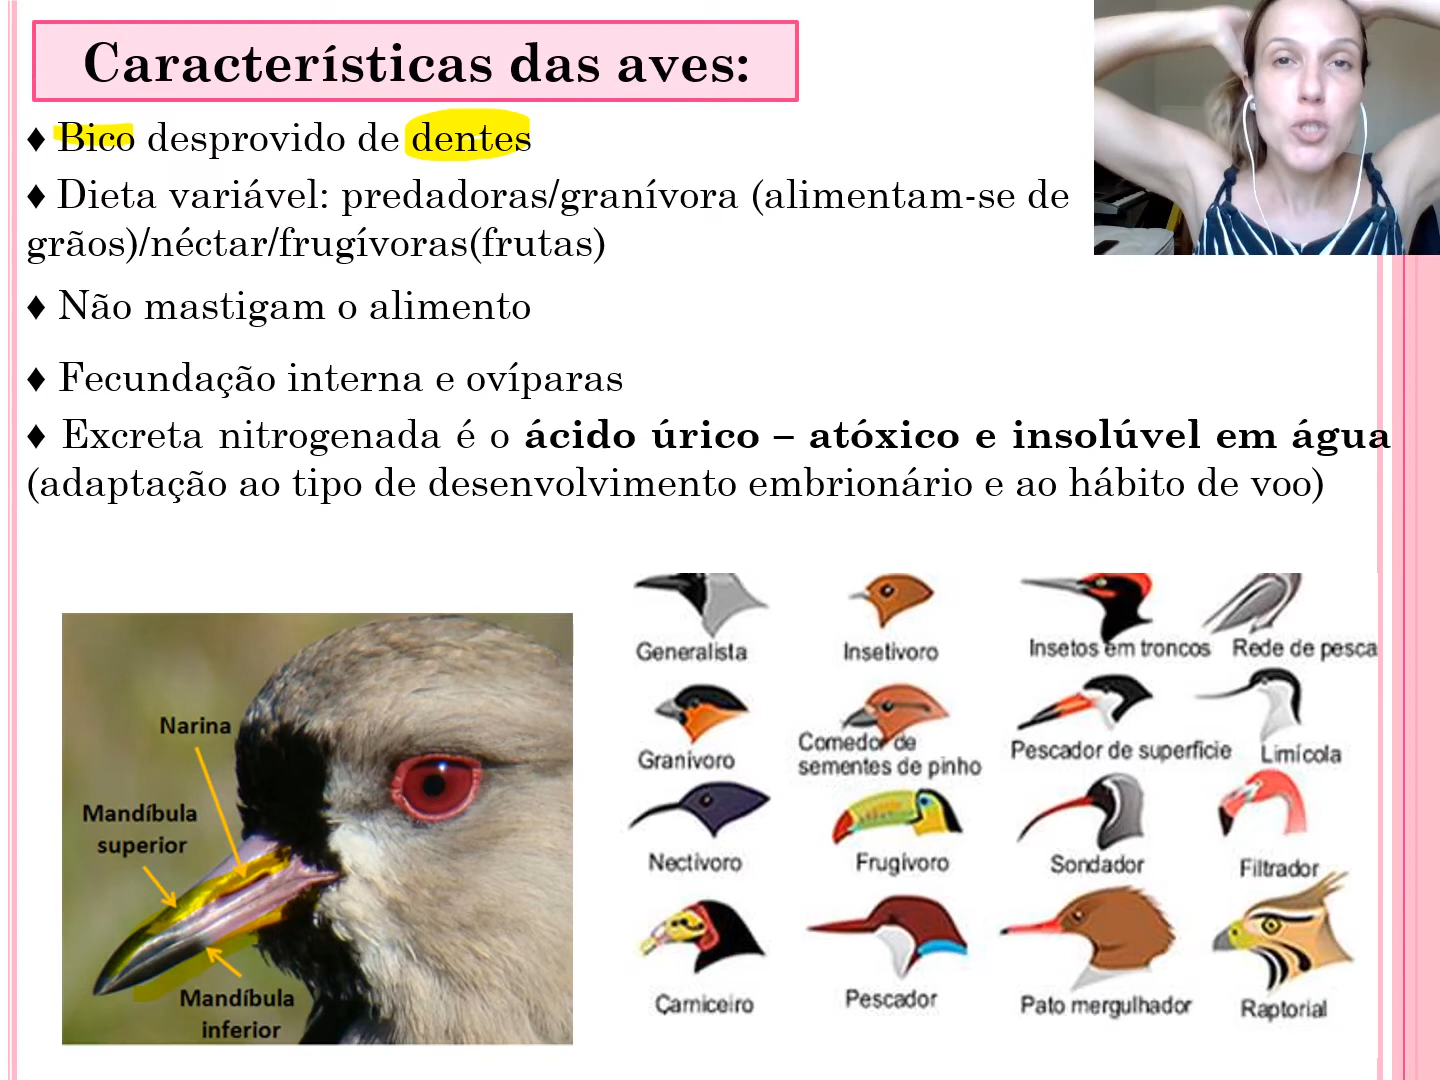 Características das aves:
♦ Bico desprovido de dentes
♦ Dieta variável: predadoras/granívora (alimentam-se de
grãos)/néctar/frugívoras(frutas)
♦ Não mastigam o alimento
♦ Fecundação interna e ovíparas
♦ Excreta nitrogenada é o ácido úrico – atóxico e insolúvel em água
(adaptação ao tipo de desenvolvimento embrionário e ao hábito de voo)
Narina
Mandíbula
superior
Mandíbula
inferior
Generalista
Insetívoro
Insetos em troncos
Rede de pesca
Granívoro
Comedor de
sementes de pinho
Pescador de superfície
Limícola
Nectívoro
Frugívoro
Sondador
Filtrador
Carniceiro
Pescador
Pato mergulhador
Raptorial